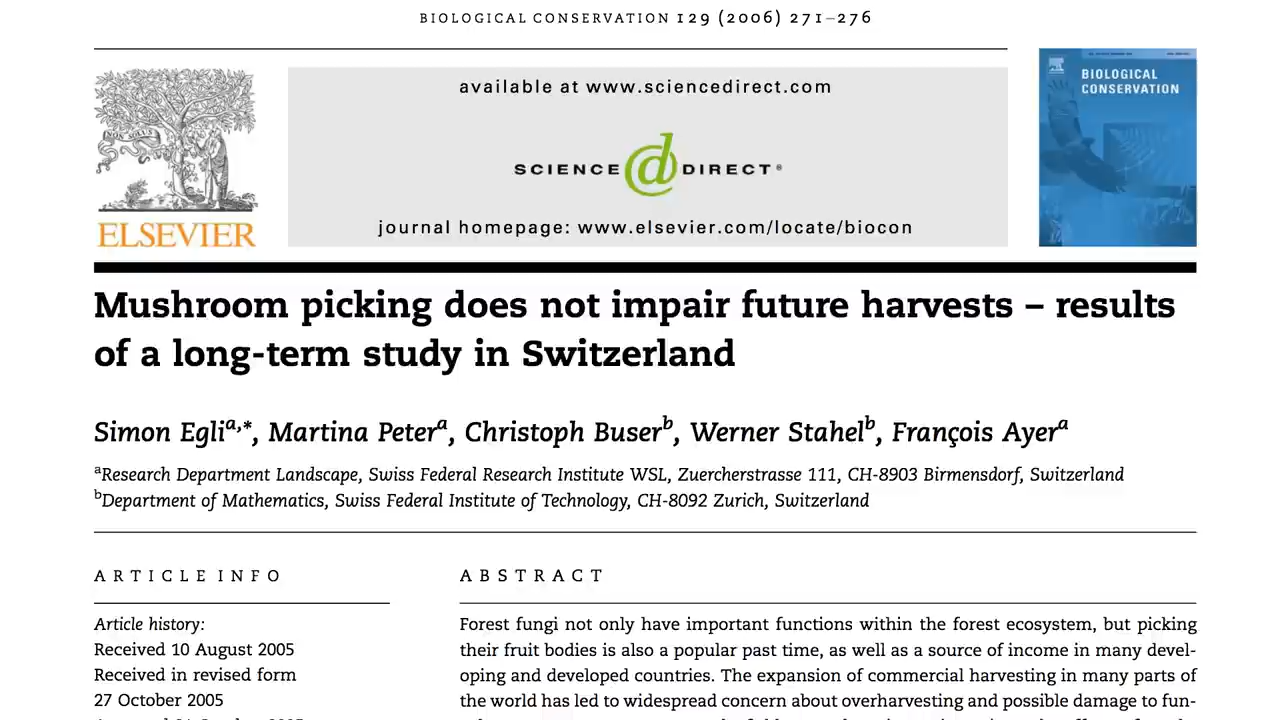 BIOLOGICAL CONSERVATION 129 (2006) 271–276
available at www.sciencedirect.com
BIOLOGICAL
CONSERVATION
SCIENCE @ DIRECT®
ELSEVIER
journal homepage: www.elsevier.com/locate/biocon
Mushroom picking does not impair future harvests – results
of a long-term study in Switzerland
Simon Egliᵃ,*, Martina Peterᵃ, Christoph Buserᵇ, Werner Stahelᵇ, François Ayerᵃ
ᵃResearch Department Landscape, Swiss Federal Research Institute WSL, Zuercherstrasse 111, CH-8903 Birmensdorf, Switzerland
ᵇDepartment of Mathematics, Swiss Federal Institute of Technology, CH-8092 Zurich, Switzerland
ARTICLE INFO
Article history:
Received 10 August 2005
Received in revised form
27 October 2005
ABSTRACT
Forest fungi not only have important functions within the forest ecosystem, but picking
their fruit bodies is also a popular past time, as well as a source of income in many devel-
oping and developed countries. The expansion of commercial harvesting in many parts of
the world has led to widespread concern about overharvesting and possible damage to fun-